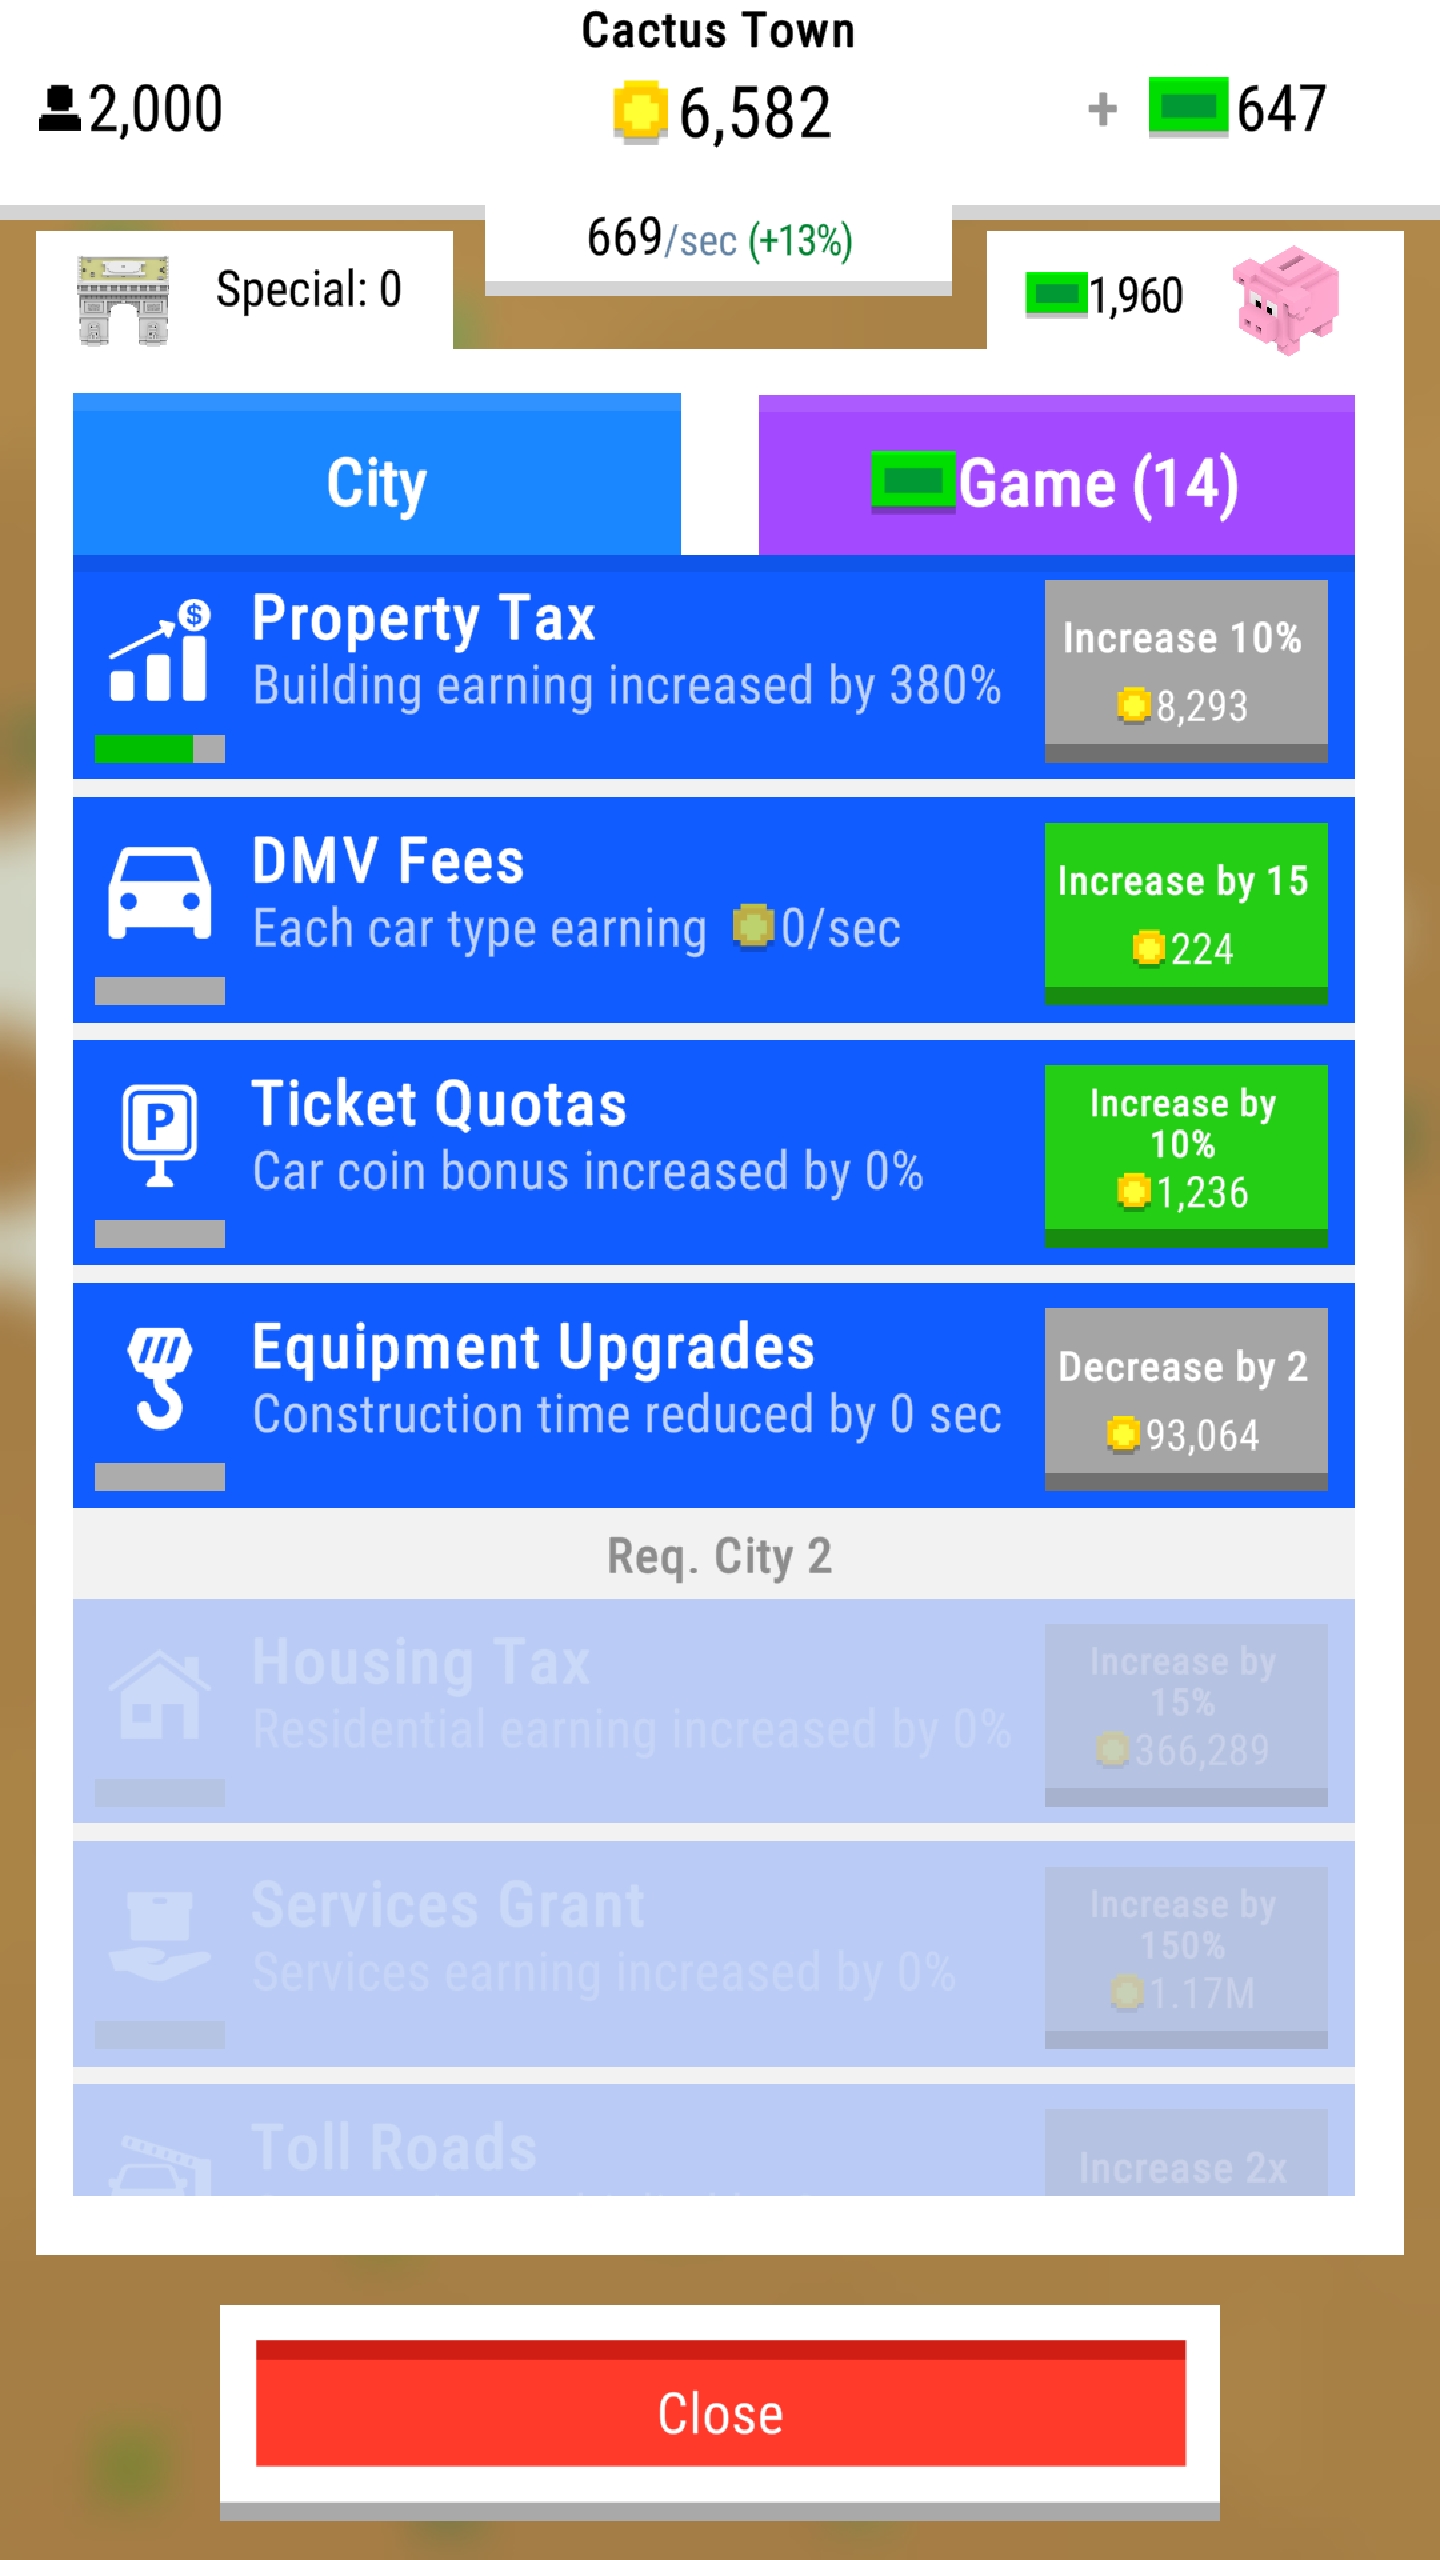 Cactus Town
2,000
6,582
+ 647
669/sec (+13%)
Special: 0
1,960
City
Game (14)
Property Tax
Building earning increased by 380%
Increase 10%
8,293
DMV Fees
Each car type earning 0/sec
Increase by 15
224
P
Ticket Quotas
Car coin bonus increased by 0%
Increase by
10%
1,236
Equipment Upgrades
Construction time reduced by 0 sec
Decrease by 2
93,064
Req. City 2
Housing Tax
Residential earning increased by 0%
Increase by
15%
366,289
Services Grant
Services earning increased by 0%
Increase by
150%
1.17M
Toll Roads
Increase 2x
Close